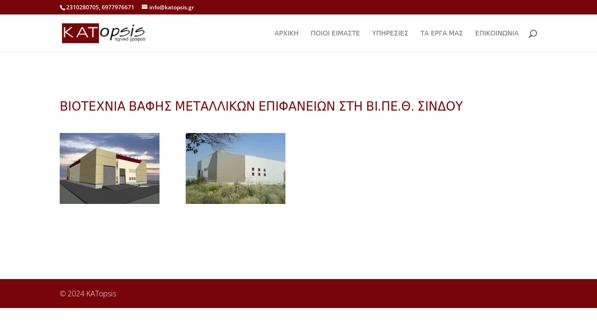 2310280705, 6977976671 info@katopsis.gr
KATopsis
τεχνικό γραφείο
ΑΡΧΙΚΗ ΠΟΙΟΙ ΕΙΜΑΣΤΕ ΥΠΗΡΕΣΙΕΣ ΤΑ ΕΡΓΑ ΜΑΣ ΕΠΙΚΟΙΝΩΝΙΑ
ΒΙΟΤΕΧΝΙΑ ΒΑΦΗΣ ΜΕΤΑΛΛΙΚΩΝ ΕΠΙΦΑΝΕΙΩΝ ΣΤΗ ΒΙ.ΠΕ.Θ. ΣΙΝΔΟΥ
© 2024 KATopsis